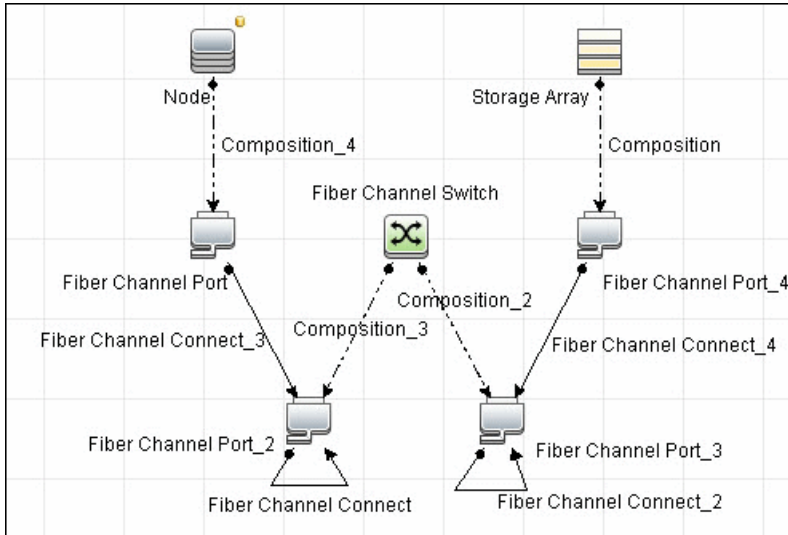 Node
Storage Array
Composition_4
Composition
Fiber Channel Switch
Fiber Channel Port
Fiber Channel Port_4
Composition_2
Composition_3
Fiber Channel Connect_3
Fiber Channel Connect_4
Fiber Channel Port_2
Fiber Channel Port_3
Fiber Channel Connect
Fiber Channel Connect_2